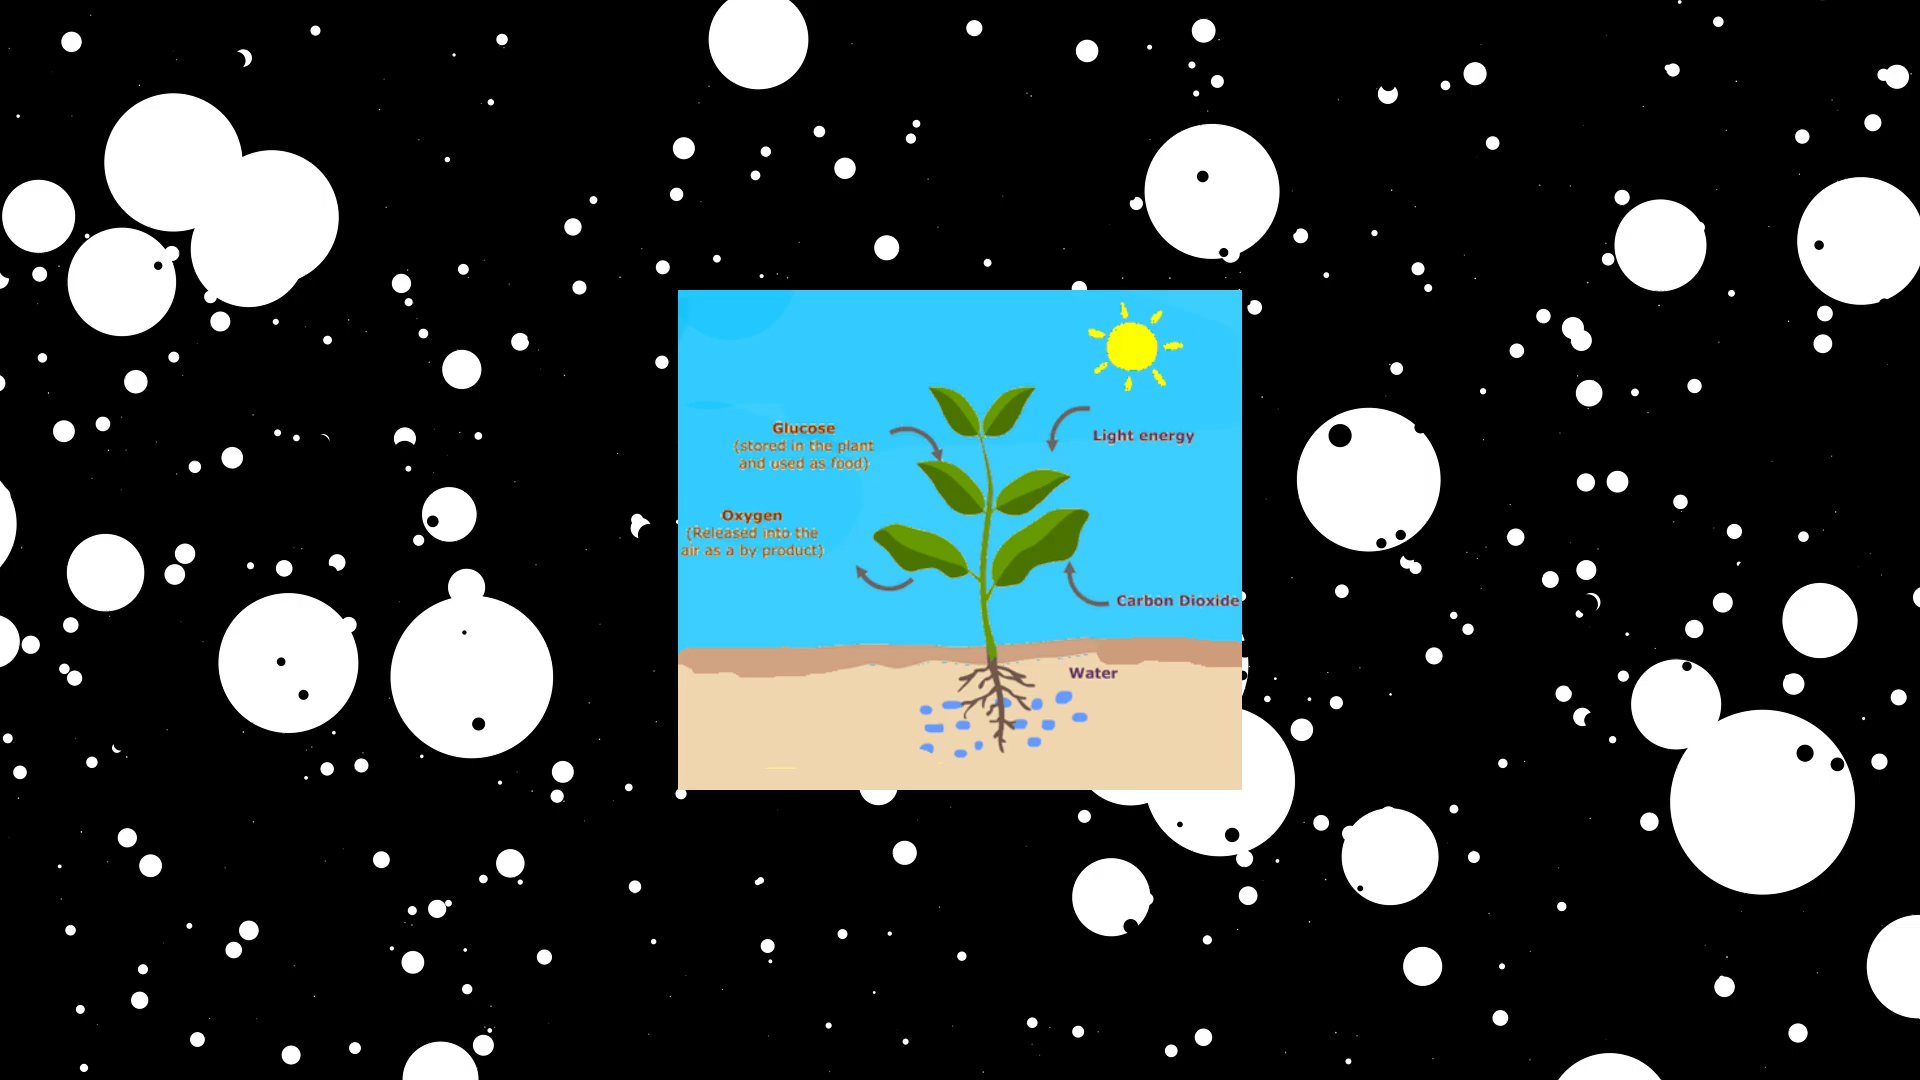 Glucose
(stored in the plant
and used as food)
Light energy
Oxygen
(Released into the
air as a by product)
Carbon Dioxide
Water